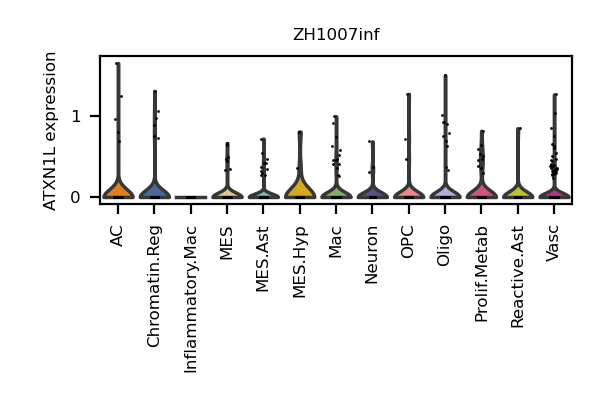 ZH1007inf
ATXN1L expression
1
0
AC
Chromatin.Reg
Inflammatory.Mac
MES
MES.Ast
MES.Hyp
Mac
Neuron
OPC
Oligo
Prolif.Metab
Reactive.Ast
Vasc